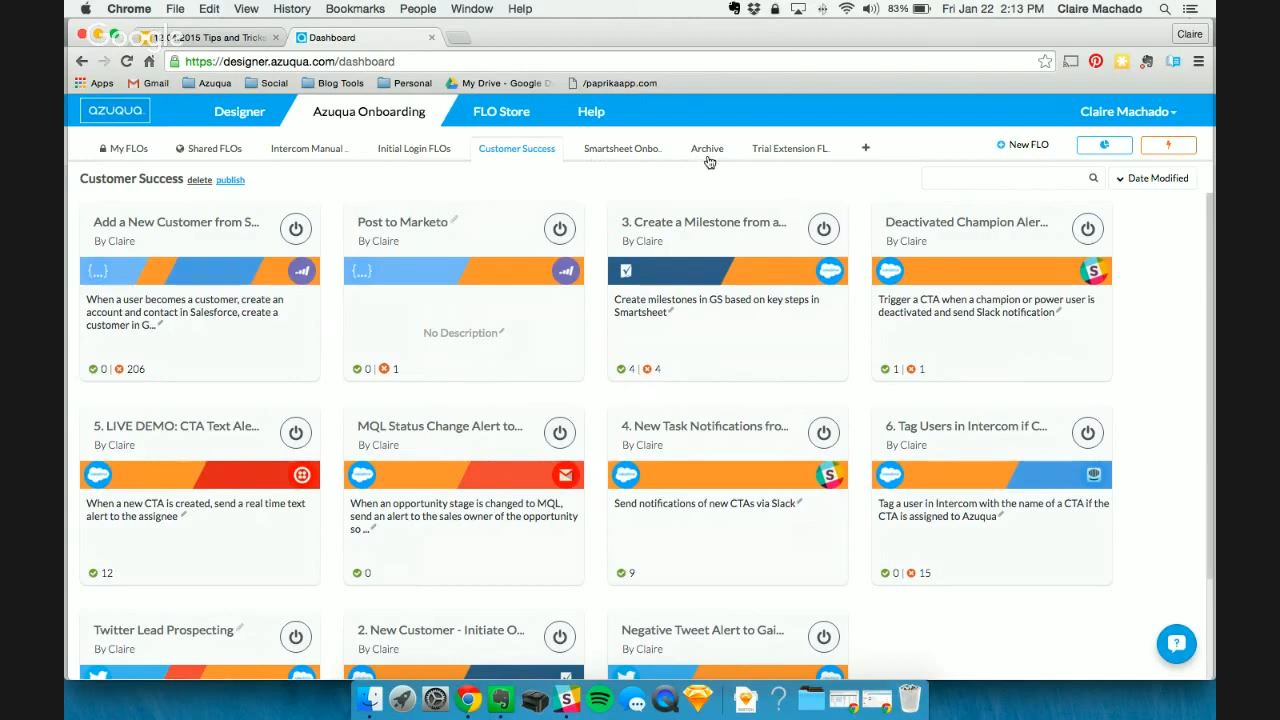 Chrome File Edit View History Bookmarks People Window Help 83% Fri Jan 22 2:13 PM Claire Machado
Google
12.04.2015 Tips and Tricks Dashboard Claire
https://designer.azuqua.com/dashboard
Apps Gmail Azuqua Social Blog Tools Personal My Drive - Google D /paprikaapp.com
azuqua Designer Azuqua Onboarding FLO Store Help Claire Machado
My FLOs Shared FLOs Intercom Manual .. Initial Login FLOs Customer Success Smartsheet Onbo.. Archive Trial Extension FL. + New FLO
Customer Success delete publish Date Modified
Add a New Customer from S... Post to Marketo 3. Create a Milestone from a... Deactivated Champion Aler...
By Claire By Claire By Claire By Claire
{...} {...}
When a user becomes a customer, create an
account and contact in Salesforce, create a
customer in G...
No Description
Create milestones in GS based on key steps in
Smartsheet
Trigger a CTA when a champion or power user is
deactivated and send Slack notification
0 | 206 0 | 1 4 | 4 1 | 1
5. LIVE DEMO: CTA Text Ale... MQL Status Change Alert to... 4. New Task Notifications fro... 6. Tag Users in Intercom if C...
By Claire By Claire By Claire By Claire
When a new CTA is created, send a real time text
alert to the assignee
When an opportunity stage is changed to MQL,
send an alert to the sales owner of the opportunity
so ...
Send notifications of new CTAs via Slack
Tag a user in Intercom with the name of a CTA if the
CTA is assigned to Azuqua
12 0 9 0 | 15
Twitter Lead Prospecting 2. New Customer - Initiate O... Negative Tweet Alert to Gai...
By Claire By Claire By Claire